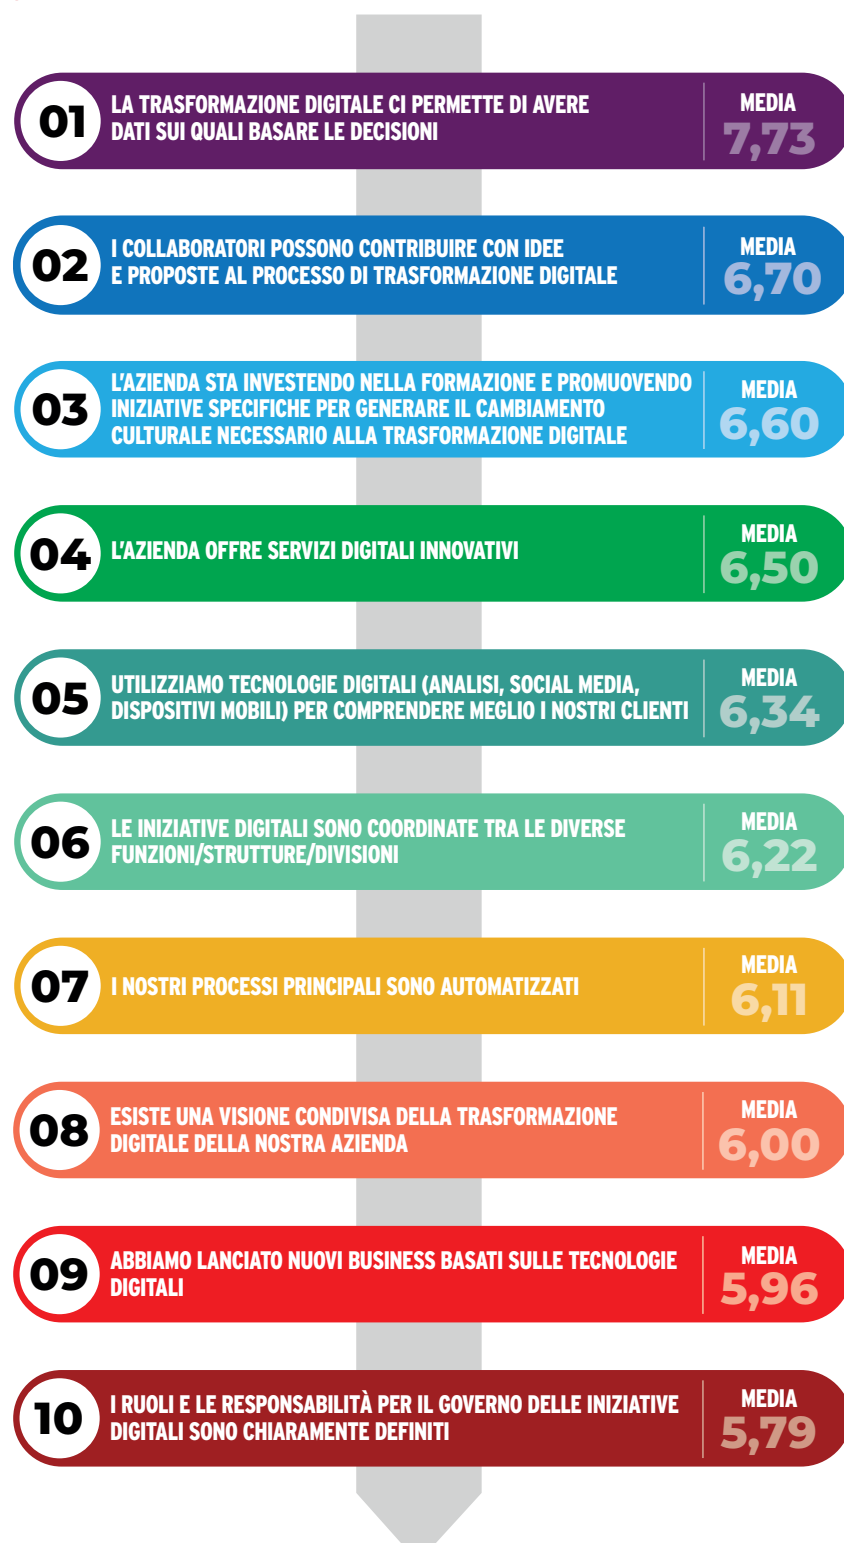 01
LA TRASFORMAZIONE DIGITALE CI PERMETTE DI AVERE
DATI SUI QUALI BASARE LE DECISIONI
MEDIA
7,73
02
I COLLABORATORI POSSONO CONTRIBUIRE CON IDEE
E PROPOSTE AL PROCESSO DI TRASFORMAZIONE DIGITALE
MEDIA
6,70
03
L'AZIENDA STA INVESTENDO NELLA FORMAZIONE E PROMUOVENDO
INIZIATIVE SPECIFICHE PER GENERARE IL CAMBIAMENTO
CULTURALE NECESSARIO ALLA TRASFORMAZIONE DIGITALE
MEDIA
6,60
04
L'AZIENDA OFFRE SERVIZI DIGITALI INNOVATIVI
MEDIA
6,50
05
UTILIZZIAMO TECNOLOGIE DIGITALI (ANALISI, SOCIAL MEDIA,
DISPOSITIVI MOBILI) PER COMPRENDERE MEGLIO I NOSTRI CLIENTI
MEDIA
6,34
06
LE INIZIATIVE DIGITALI SONO COORDINATE TRA LE DIVERSE
FUNZIONI/STRUTTURE/DIVISIONI
MEDIA
6,22
07
I NOSTRI PROCESSI PRINCIPALI SONO AUTOMATIZZATI
MEDIA
6,11
08
ESISTE UNA VISIONE CONDIVISA DELLA TRASFORMAZIONE
DIGITALE DELLA NOSTRA AZIENDA
MEDIA
6,00
09
ABBIAMO LANCIATO NUOVI BUSINESS BASATI SULLE TECNOLOGIE
DIGITALI
MEDIA
5,96
10
I RUOLI E LE RESPONSABILITÀ PER IL GOVERNO DELLE INIZIATIVE
DIGITALI SONO CHIARAMENTE DEFINITI
MEDIA
5,79